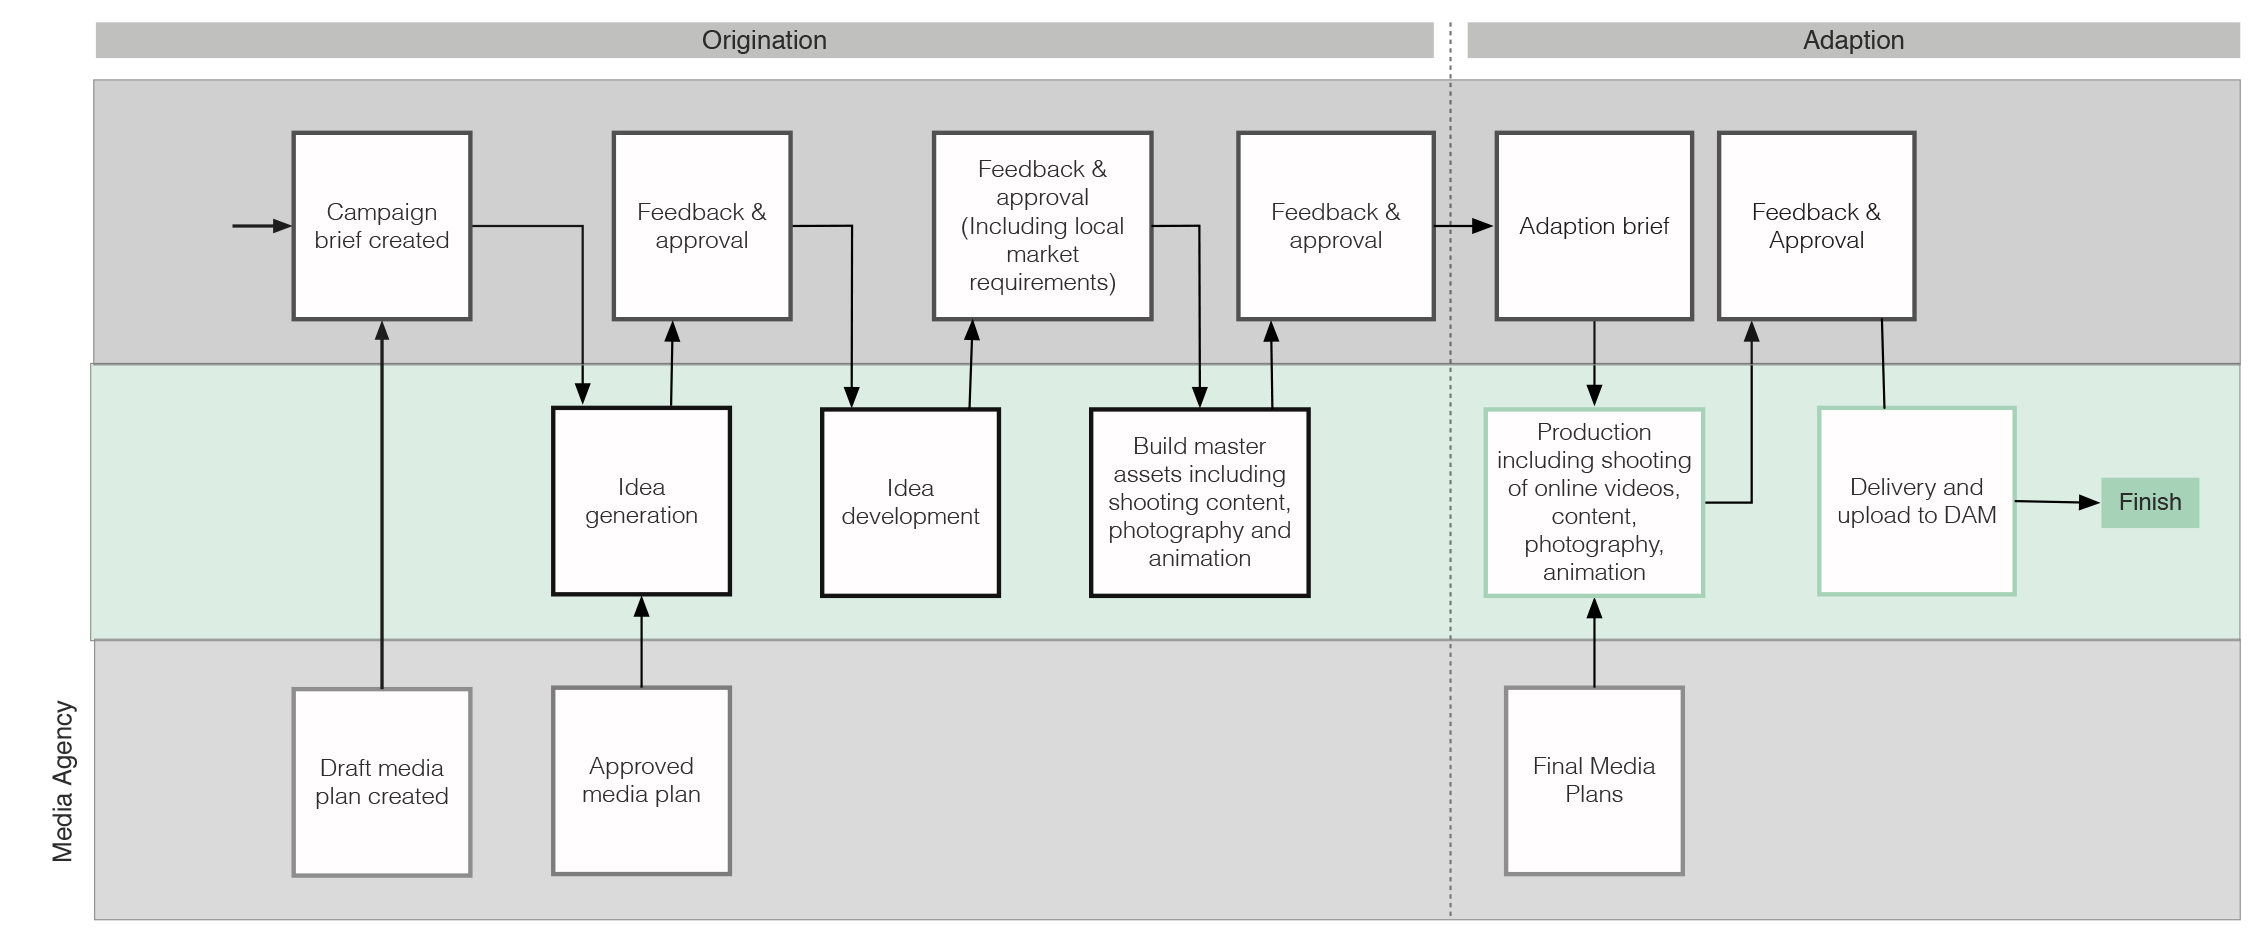 Origination
Adaption
Campaign
brief created
Feedback &
approval
Feedback &
approval
(Including local
market
requirements)
Feedback &
approval
Adaption brief
Feedback &
Approval
Idea
generation
Idea
development
Build master
assets including
shooting content,
photography and
animation
Production
including shooting
of online videos,
content,
photography,
animation
Delivery and
upload to DAM
Finish
Media Agency
Draft media
plan created
Approved
media plan
Final Media
Plans